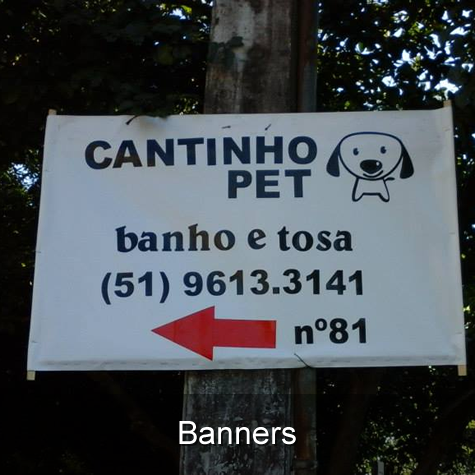 CANTINHO
PET
banho e tosa
(51) 9613.3141
nº81
Banners